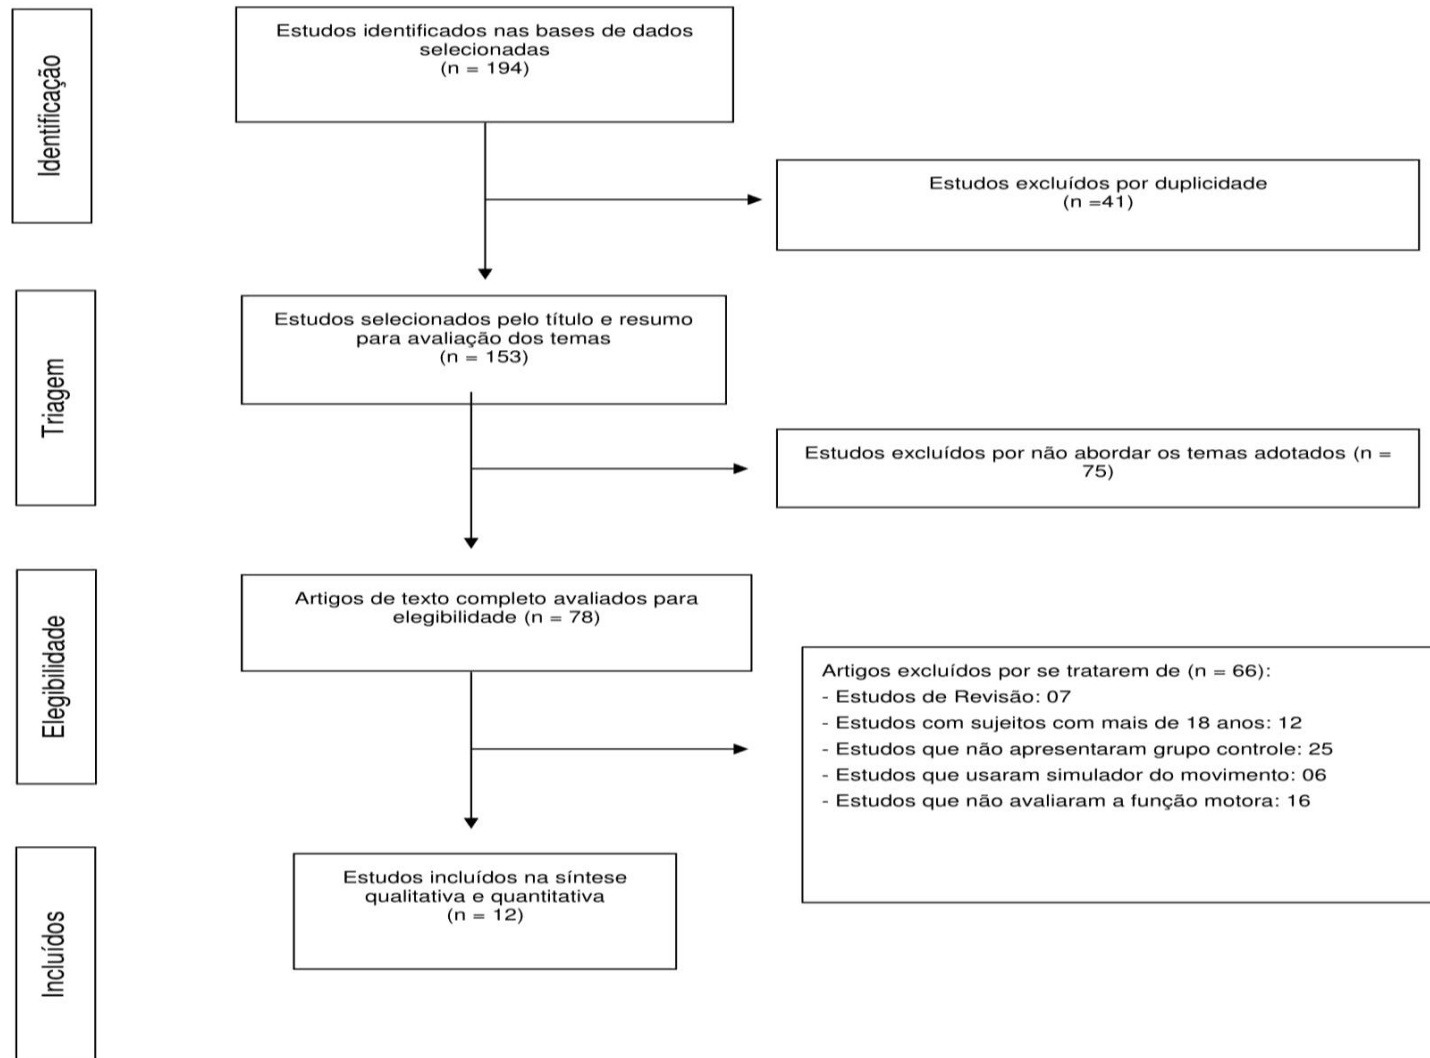 Identificação
Estudos identificados nas bases de dados
selecionadas
(n = 194)
Estudos excluídos por duplicidade
(n =41)
Triagem
Estudos selecionados pelo título e resumo
para avaliação dos temas
(n = 153)
Estudos excluídos por não abordar os temas adotados (n =
75)
Elegibilidade
Artigos de texto completo avaliados para
elegibilidade (n = 78)
Artigos excluídos por se tratarem de (n = 66):
- Estudos de Revisão: 07
- Estudos com sujeitos com mais de 18 anos: 12
- Estudos que não apresentaram grupo controle: 25
- Estudos que usaram simulador do movimento: 06
- Estudos que não avaliaram a função motora: 16
Incluídos
Estudos incluídos na síntese
qualitativa e quantitativa
(n = 12)